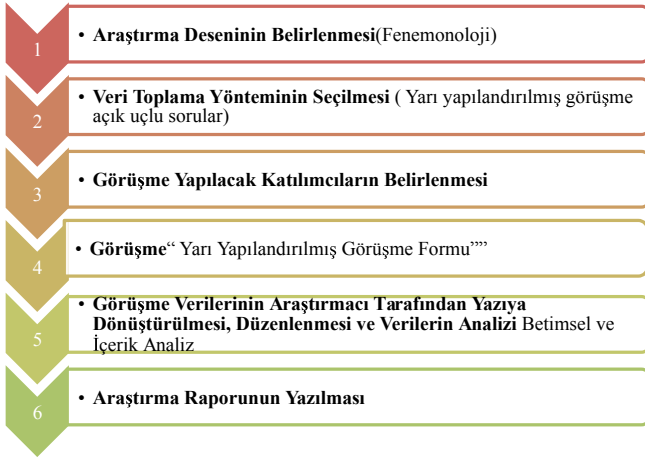 1
• Araştırma Deseninin Belirlenmesi(Fenemonoloji)
2
• Veri Toplama Yönteminin Seçilmesi ( Yarı yapılandırılmış görüşme
açık uçlu sorular)
3
• Görüşme Yapılacak Katılımcıların Belirlenmesi
4
• Görüşme“ Yarı Yapılandırılmış Görüşme Formu””
5
• Görüşme Verilerinin Araştırmacı Tarafından Yazıya
Dönüştürülmesi, Düzenlenmesi ve Verilerin Analizi Betimsel ve
İçerik Analiz
6
• Araştırma Raporunun Yazılması